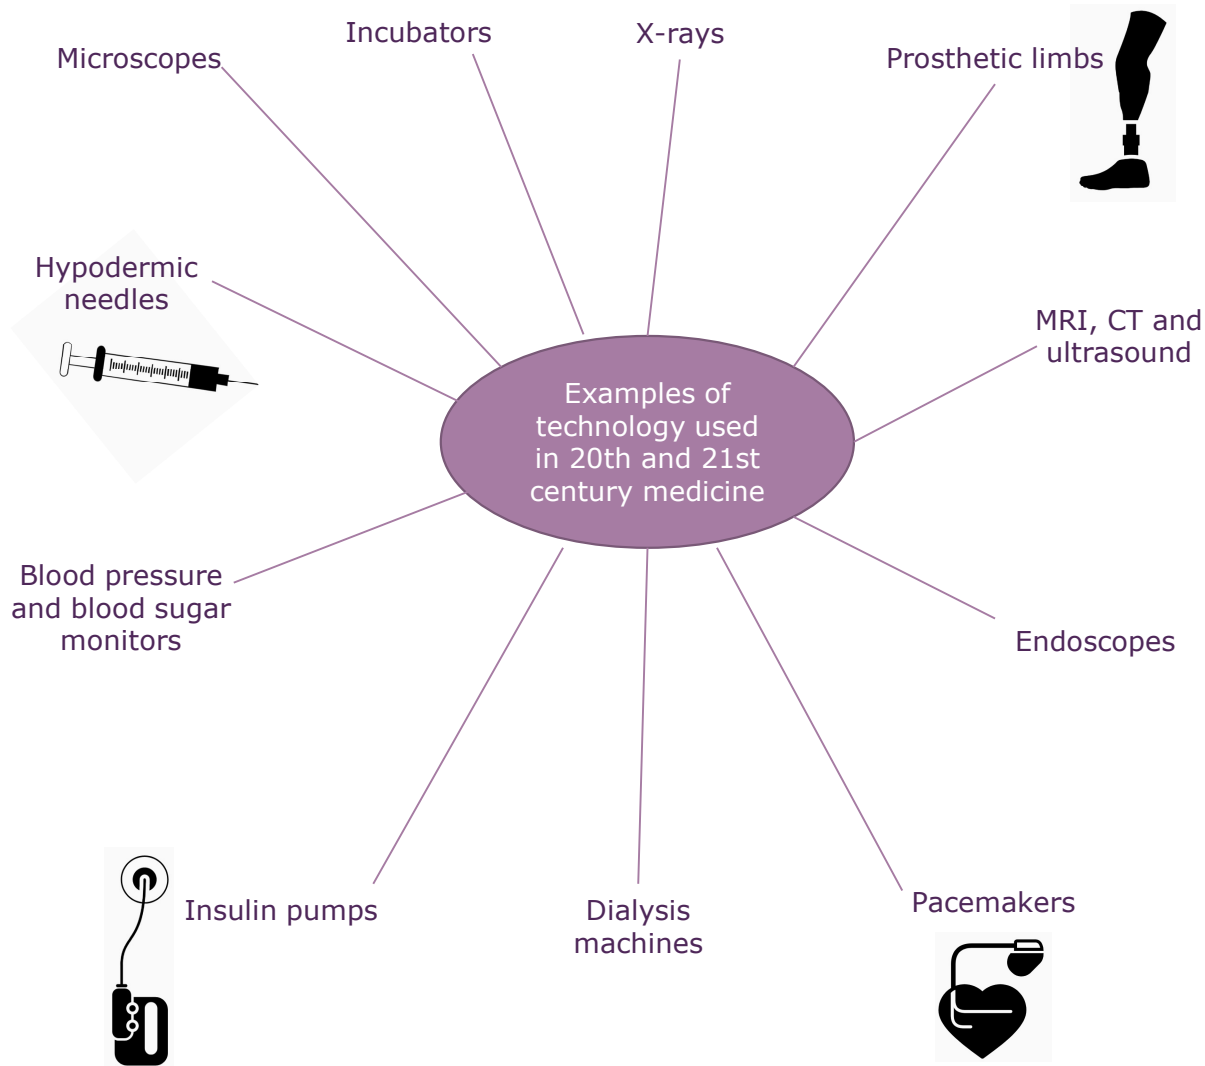 Microscopes
Incubators
X-rays
Prosthetic limbs
Hypodermic
needles
MRI, CT and
ultrasound
Examples of
technology used
in 20th and 21st
century medicine
Blood pressure
and blood sugar
monitors
Endoscopes
Insulin pumps
Dialysis
machines
Pacemakers